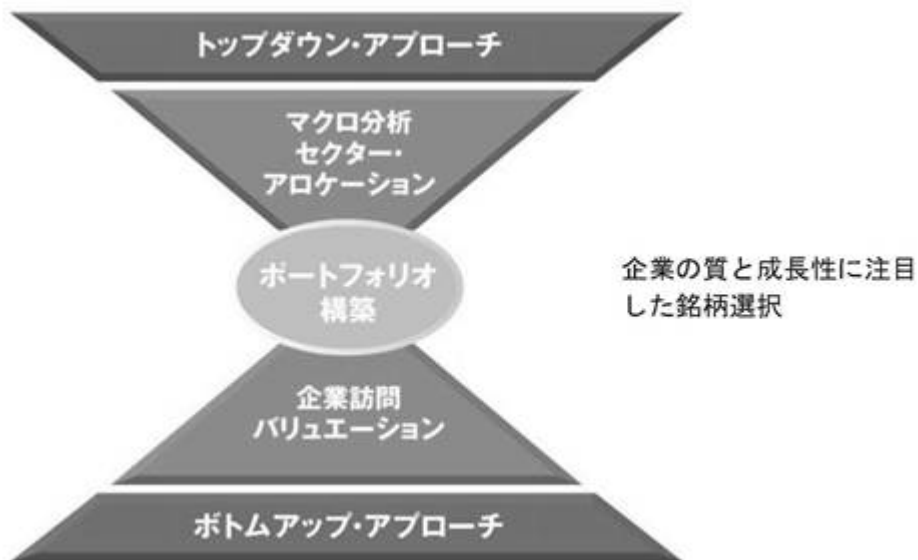 トップダウン・アプローチ
マクロ分析
セクター・
アロケーション
ポートフォリオ
構築
企業の質と成長性に注目
した銘柄選択
企業訪問
バリュエーション
ボトムアップ・アプローチ